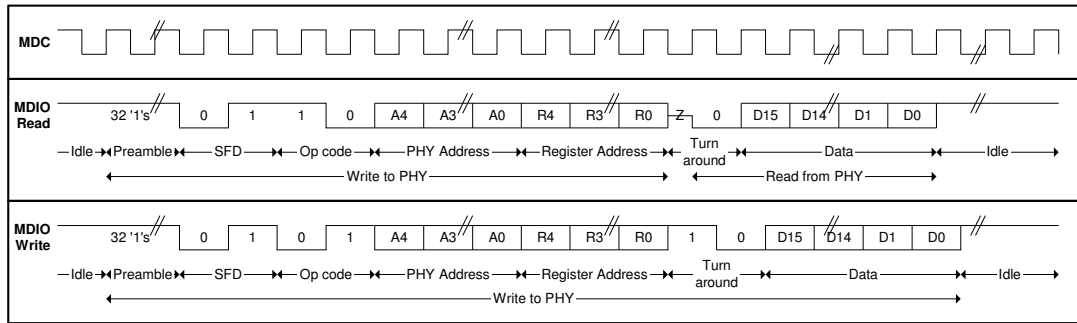 MDC
MDIO
Read
32 '1's 0 1 1 0 A4 A3 A0 R4 R3 R0 Z 0 D15 D14 D1 D0
Idle Preamble SFD Op code PHY Address Register Address Turn around Data Idle
Write to PHY Read from PHY
MDIO
Write
32 '1's 0 1 0 1 A4 A3 A0 R4 R3 R0 1 0 D15 D14 D1 D0
Idle Preamble SFD Op code PHY Address Register Address Turn around Data Idle
Write to PHY